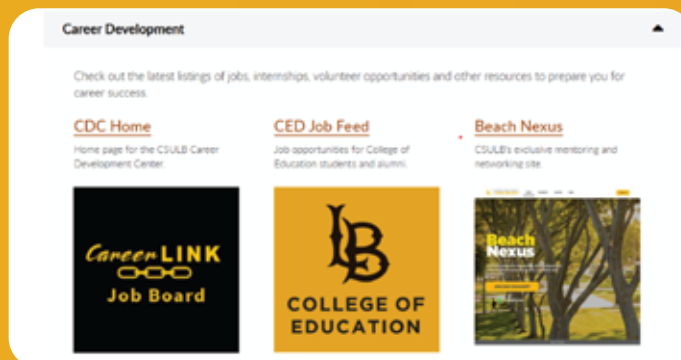 Career Development
Check out the latest listings of jobs, internships, volunteer opportunities and other resources to prepare you for
career success.
CDC Home
Home page for the CSULB Career
Development Center.
CareerLINK
Job Board
CED Job Feed
Job opportunities for College of
Education students and alumni.
LB
COLLEGE OF
EDUCATION
Beach Nexus
CSULB's exclusive mentoring and
networking site.
Beach
Nexus